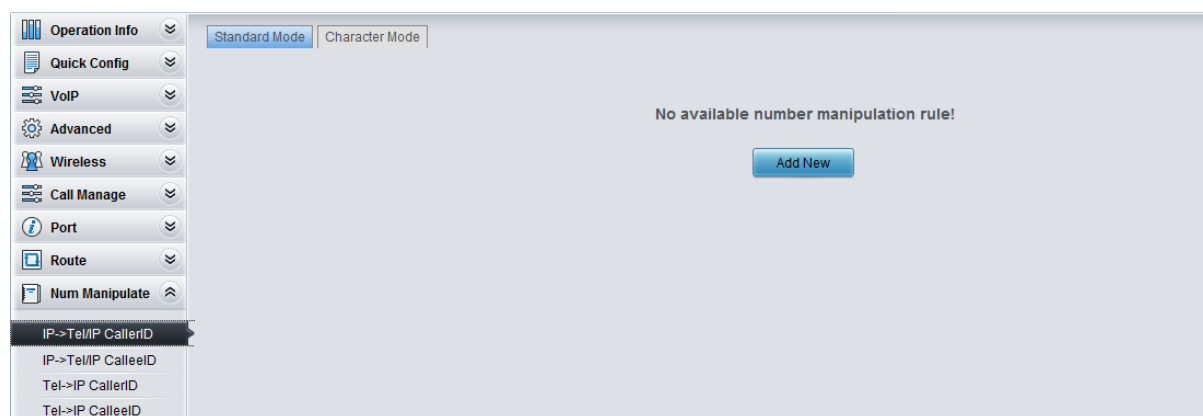 Operation Info
Quick Config
VoIP
Advanced
Wireless
Call Manage
Port
Route
Num Manipulate
IP->Tel/IP CallerID
IP->Tel/IP CalleeID
Tel->IP CallerID
Tel->IP CalleeID
Standard Mode
Character Mode
No available number manipulation rule!
Add New